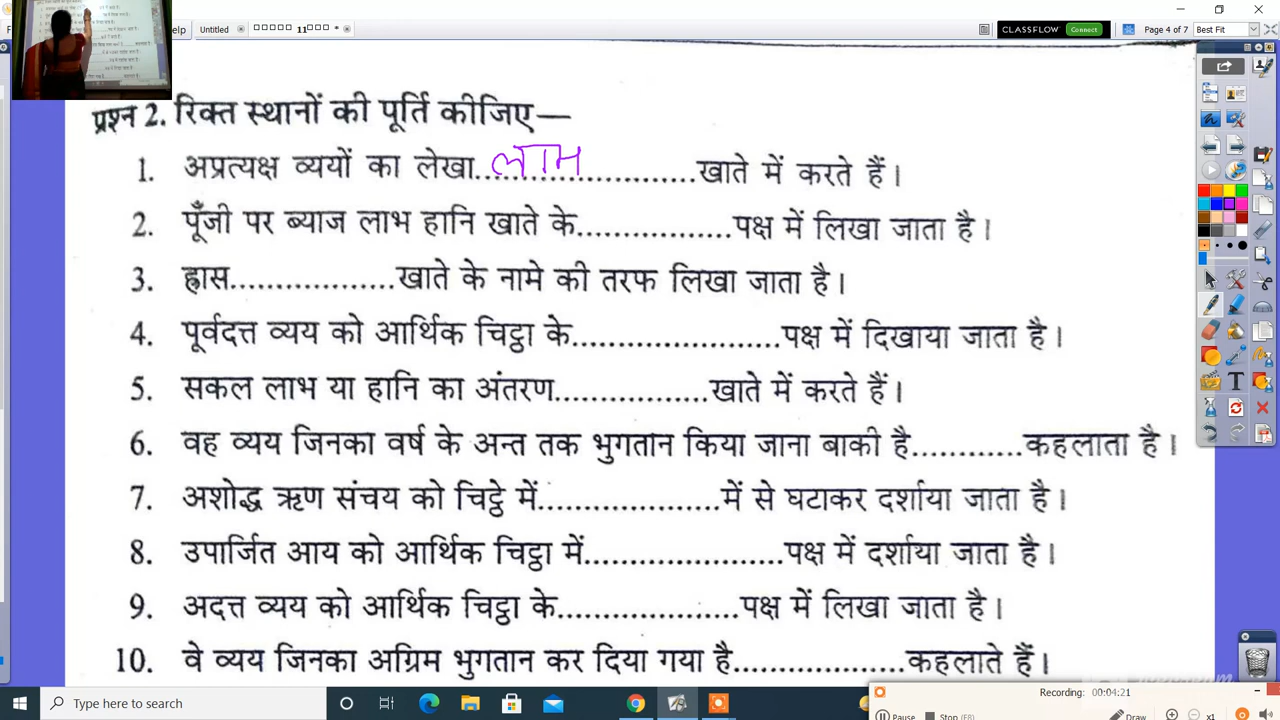 help
Untitled
11
*
CLASSFLOW
Connect
Page 4 of 7
Best Fit
प्रश्न 2. रिक्त स्थानों की पूर्ति कीजिए—
1. अप्रत्यक्ष व्ययों का लेखा......लाभ..................खाते में करते हैं।
2. पूँजी पर ब्याज लाभ हानि खाते के.................पक्ष में लिखा जाता है।
3. ह्रास..................खाते के नामे की तरफ लिखा जाता है।
4. पूर्वदत्त व्यय को आर्थिक चिट्ठा के.......................पक्ष में दिखाया जाता है।
5. सकल लाभ या हानि का अंतरण.................खाते में करते हैं।
6. वह व्यय जिनका वर्ष के अन्त तक भुगतान किया जाना बाकी है............कहलाता है।
7. अशोद्ध ऋण संचय को चिट्ठे में....................में से घटाकर दर्शाया जाता है।
8. उपार्जित आय को आर्थिक चिट्ठा में......................पक्ष में दर्शाया जाता है।
9. अदत्त व्यय को आर्थिक चिट्ठा के....................पक्ष में लिखा जाता है।
10. वे व्यय जिनका अग्रिम भुगतान कर दिया गया है...................कहलाते हैं।
Type here to search
Recording: 00:04:21
Pause
Stop (F8)
Draw
x1